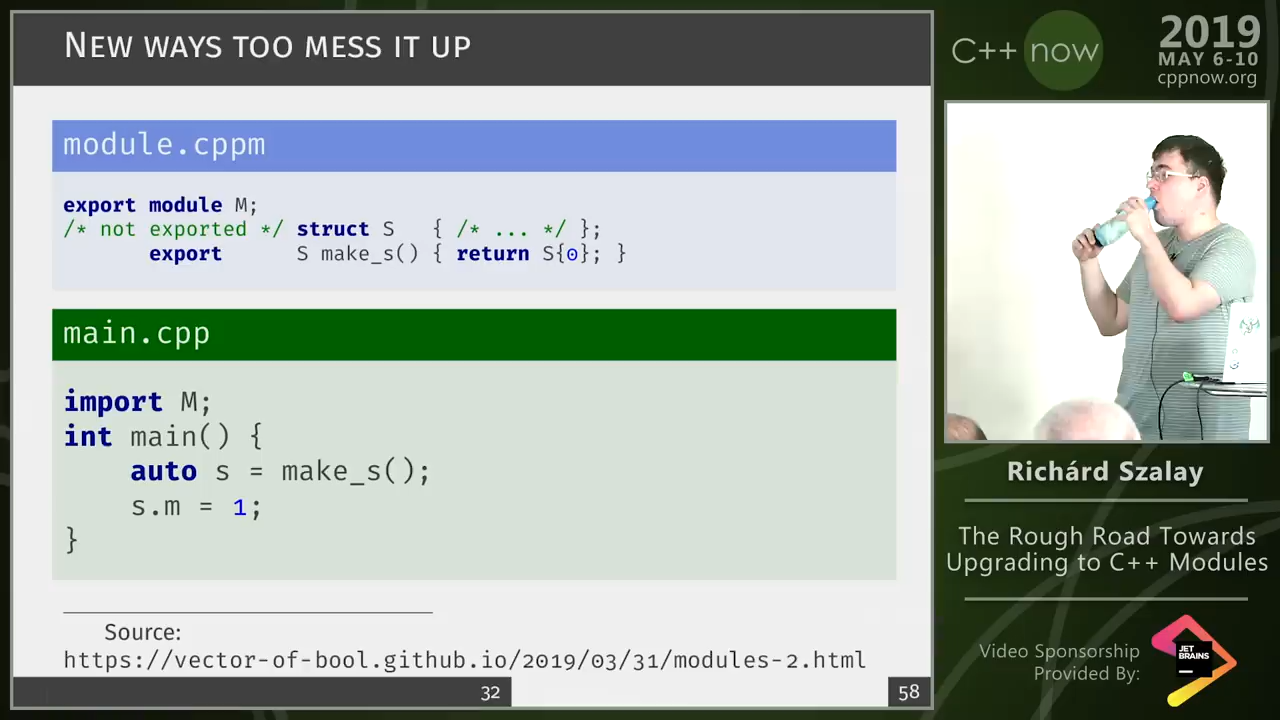 NEW WAYS TOO MESS IT UP
module.cppm
export module M;
/* not exported */ struct S { /* ... */ };
export S make_s() { return S{0}; }
main.cpp
import M;
int main() {
auto s = make_s();
s.m = 1;
}
Source:
https://vector-of-bool.github.io/2019/03/31/modules-2.html
32
58
C++ now
2019
MAY 6-10
cppnow.org
Richárd Szalay
The Rough Road Towards
Upgrading to C++ Modules
Video Sponsorship
Provided By:
JET
BRAINS